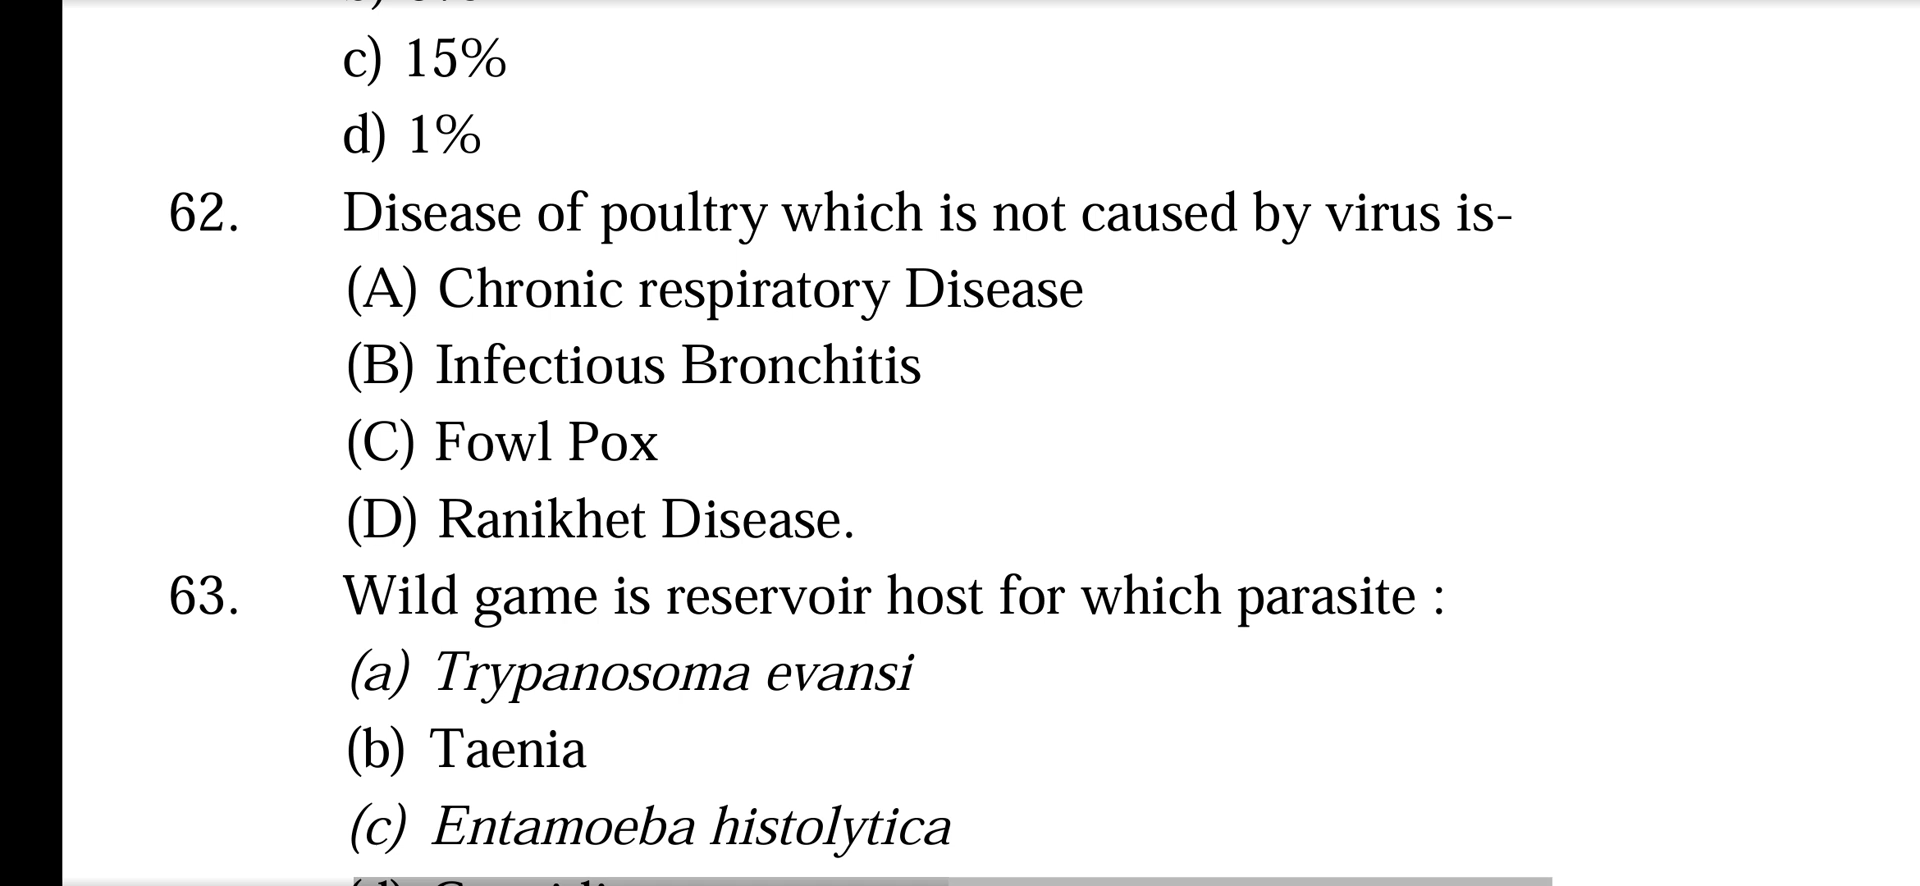 c) 15%
d) 1%
62. Disease of poultry which is not caused by virus is-
(A) Chronic respiratory Disease
(B) Infectious Bronchitis
(C) Fowl Pox
(D) Ranikhet Disease.
63. Wild game is reservoir host for which parasite :
(a) Trypanosoma evansi
(b) Taenia
(c) Entamoeba histolytica